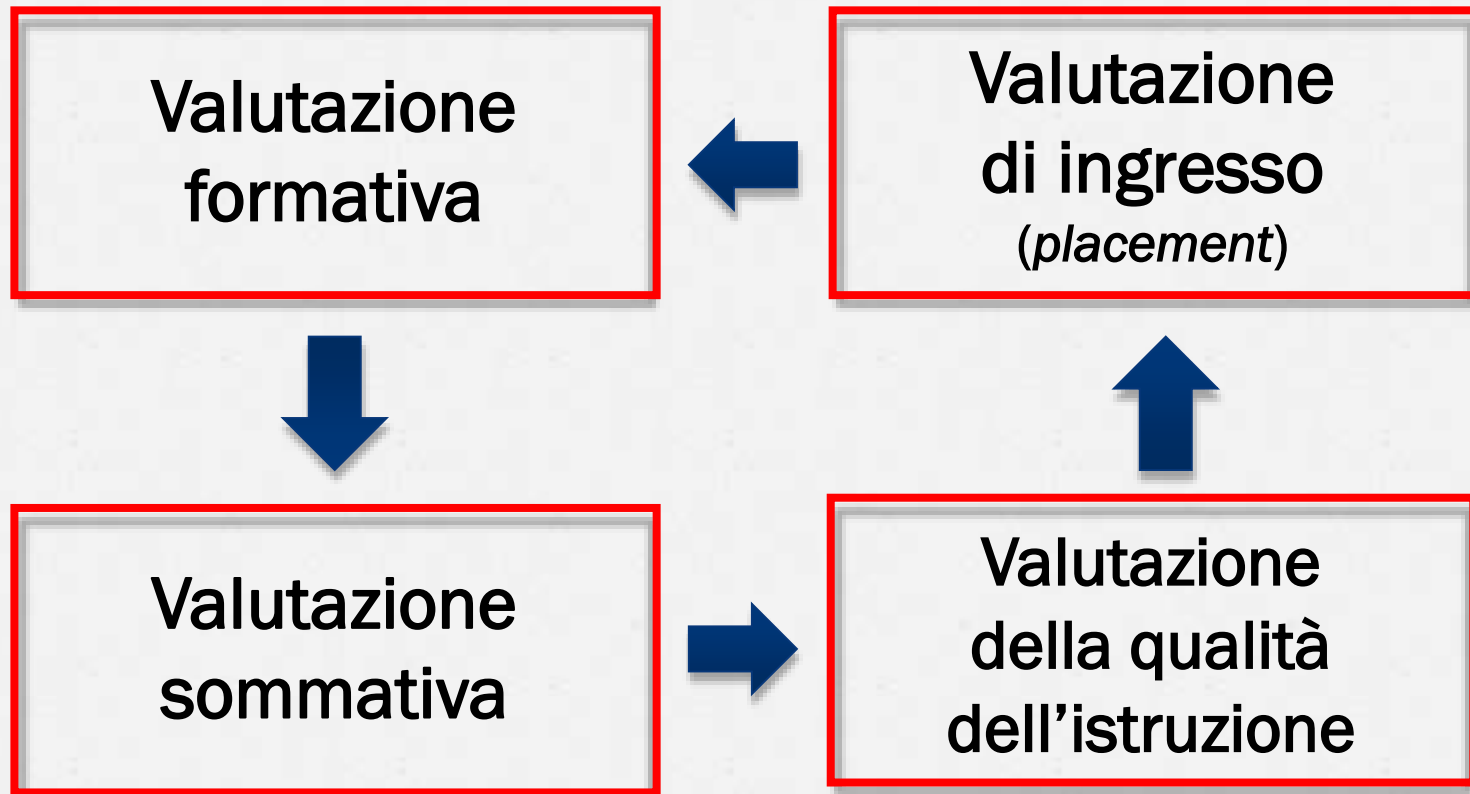 Valutazione
formativa
Valutazione
di ingresso
(placement)
Valutazione
sommativa
Valutazione
della qualità
dell’istruzione